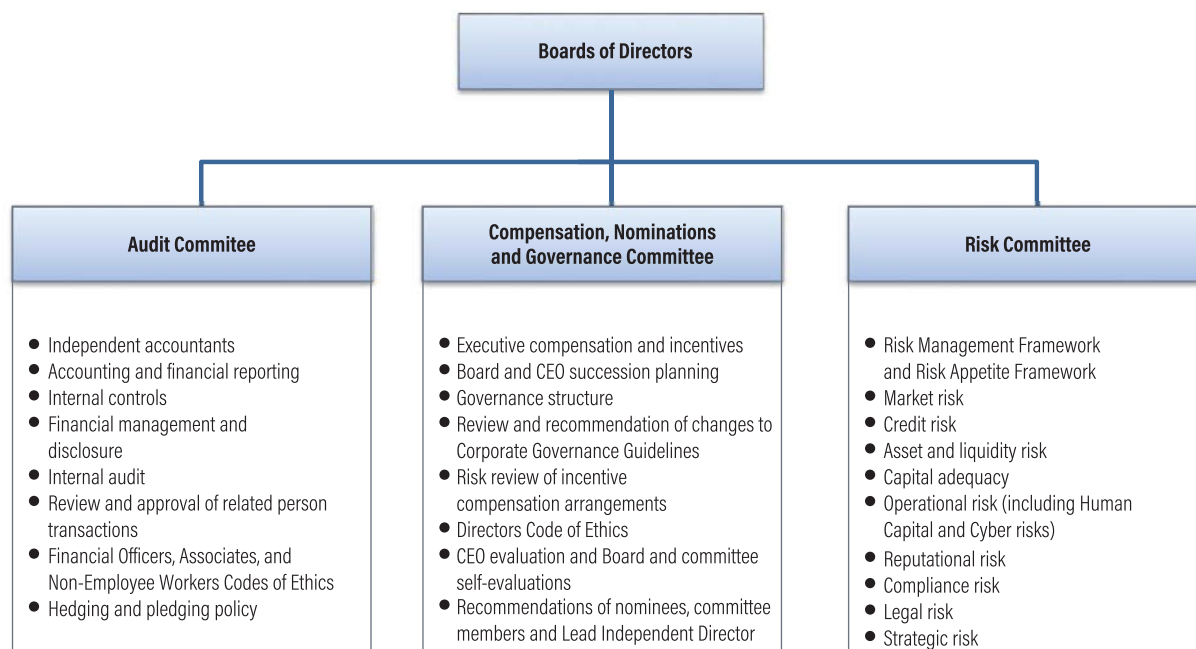 Boards of Directors
Audit Commitee
● Independent accountants
● Accounting and financial reporting
● Internal controls
● Financial management and
disclosure
● Internal audit
● Review and approval of related person
transactions
● Financial Officers, Associates, and
Non-Employee Workers Codes of Ethics
● Hedging and pledging policy
Compensation, Nominations
and Governance Committee
● Executive compensation and incentives
● Board and CEO succession planning
● Governance structure
● Review and recommendation of changes to
Corporate Governance Guidelines
● Risk review of incentive
compensation arrangements
● Directors Code of Ethics
● CEO evaluation and Board and committee
self-evaluations
● Recommendations of nominees, committee
members and Lead Independent Director
Risk Committee
● Risk Management Framework
and Risk Appetite Framework
● Market risk
● Credit risk
● Asset and liquidity risk
● Capital adequacy
● Operational risk (including Human
Capital and Cyber risks)
● Reputational risk
● Compliance risk
● Legal risk
● Strategic risk